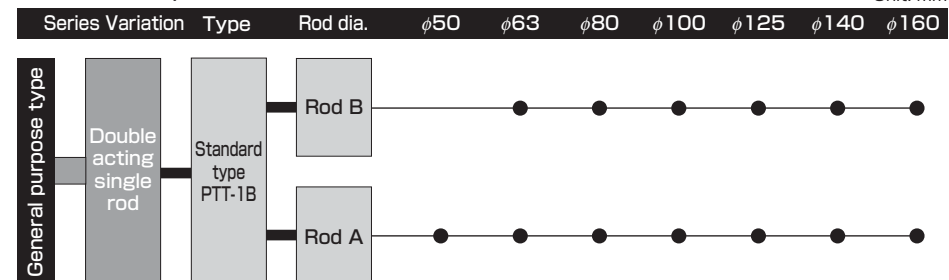 Series Variation Type Rod dia. φ50 φ63 φ80 φ100 φ125 φ140 φ160
General purpose type
Double
acting
single
rod
Standard
type
PTT-1B
Rod B
Rod A